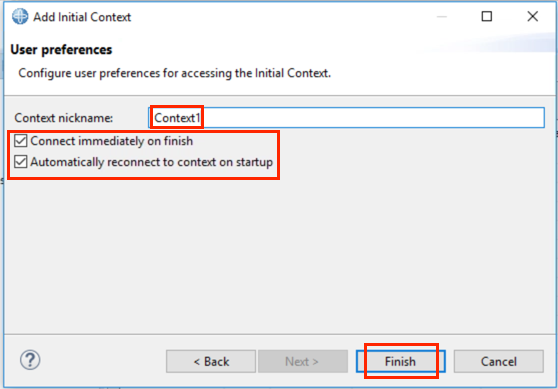 Add Initial Context
User preferences
Configure user preferences for accessing the Initial Context.
Context nickname: Context1
Connect immediately on finish
Automatically reconnect to context on startup
? < Back Next > Finish Cancel